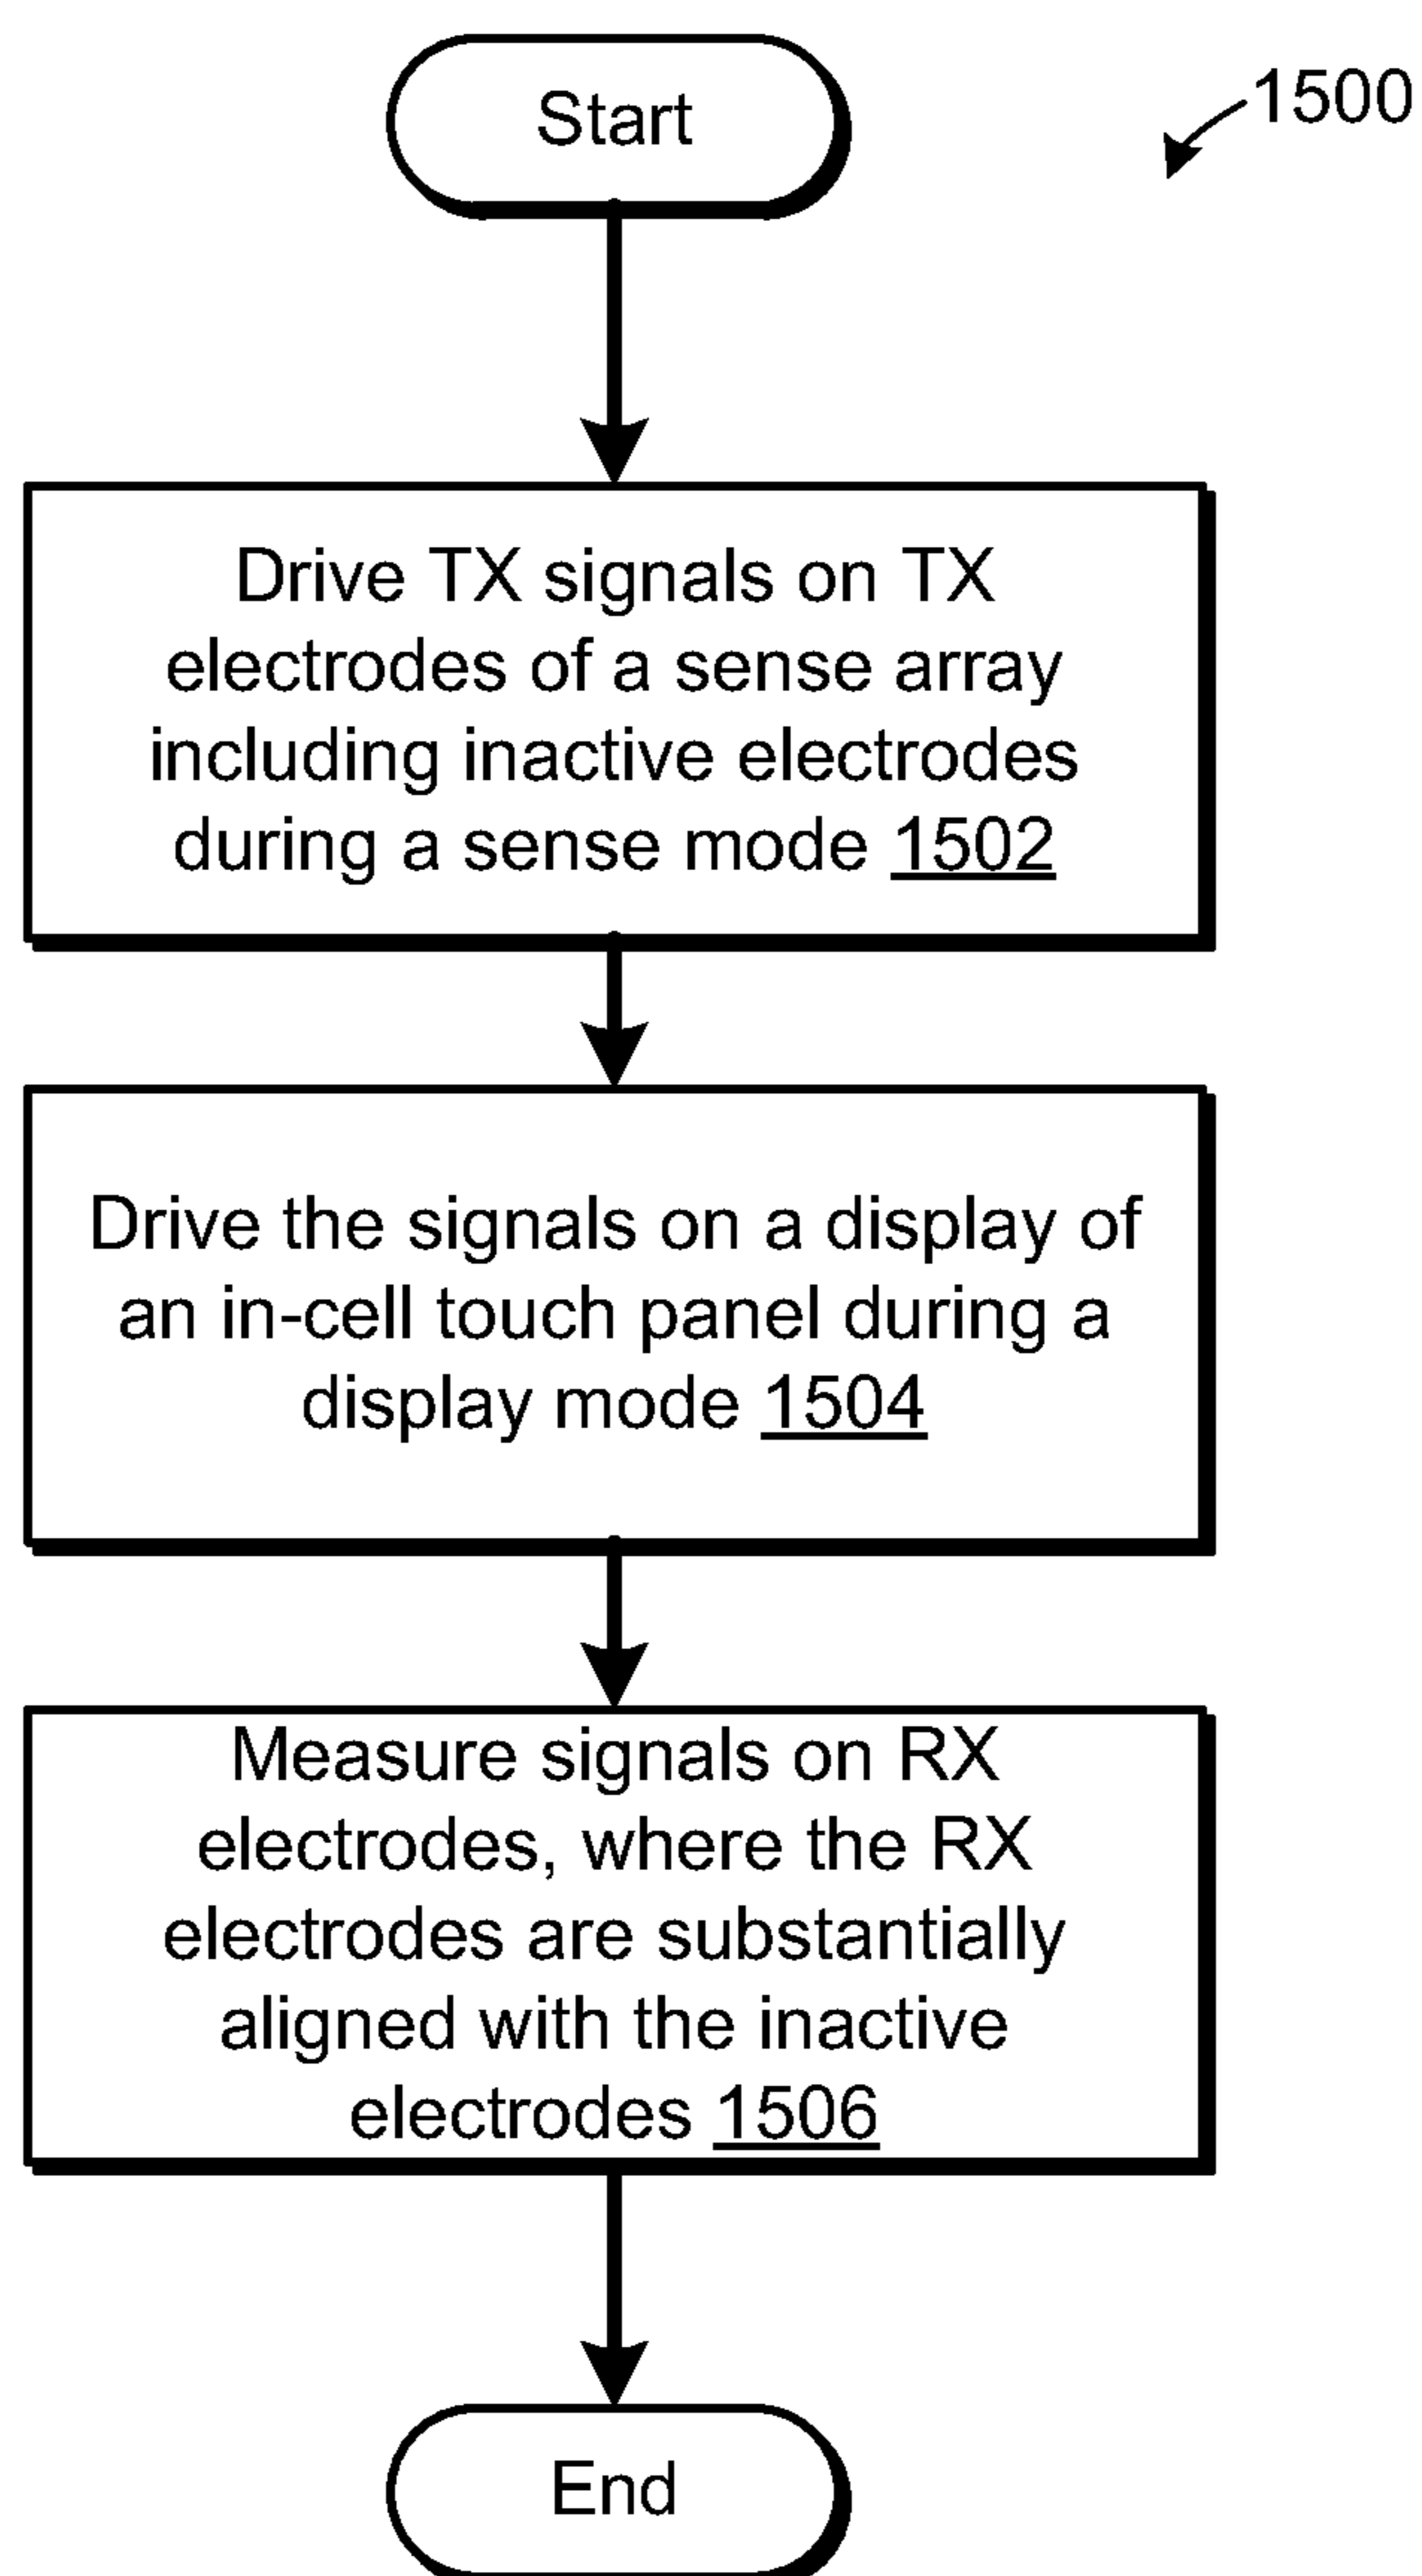 Start
1500
Drive TX signals on TX
electrodes of a sense array
including inactive electrodes
during a sense mode 1502
Drive the signals on a display of
an in-cell touch panel during a
display mode 1504
Measure signals on RX
electrodes, where the RX
electrodes are substantially
aligned with the inactive
electrodes 1506
End